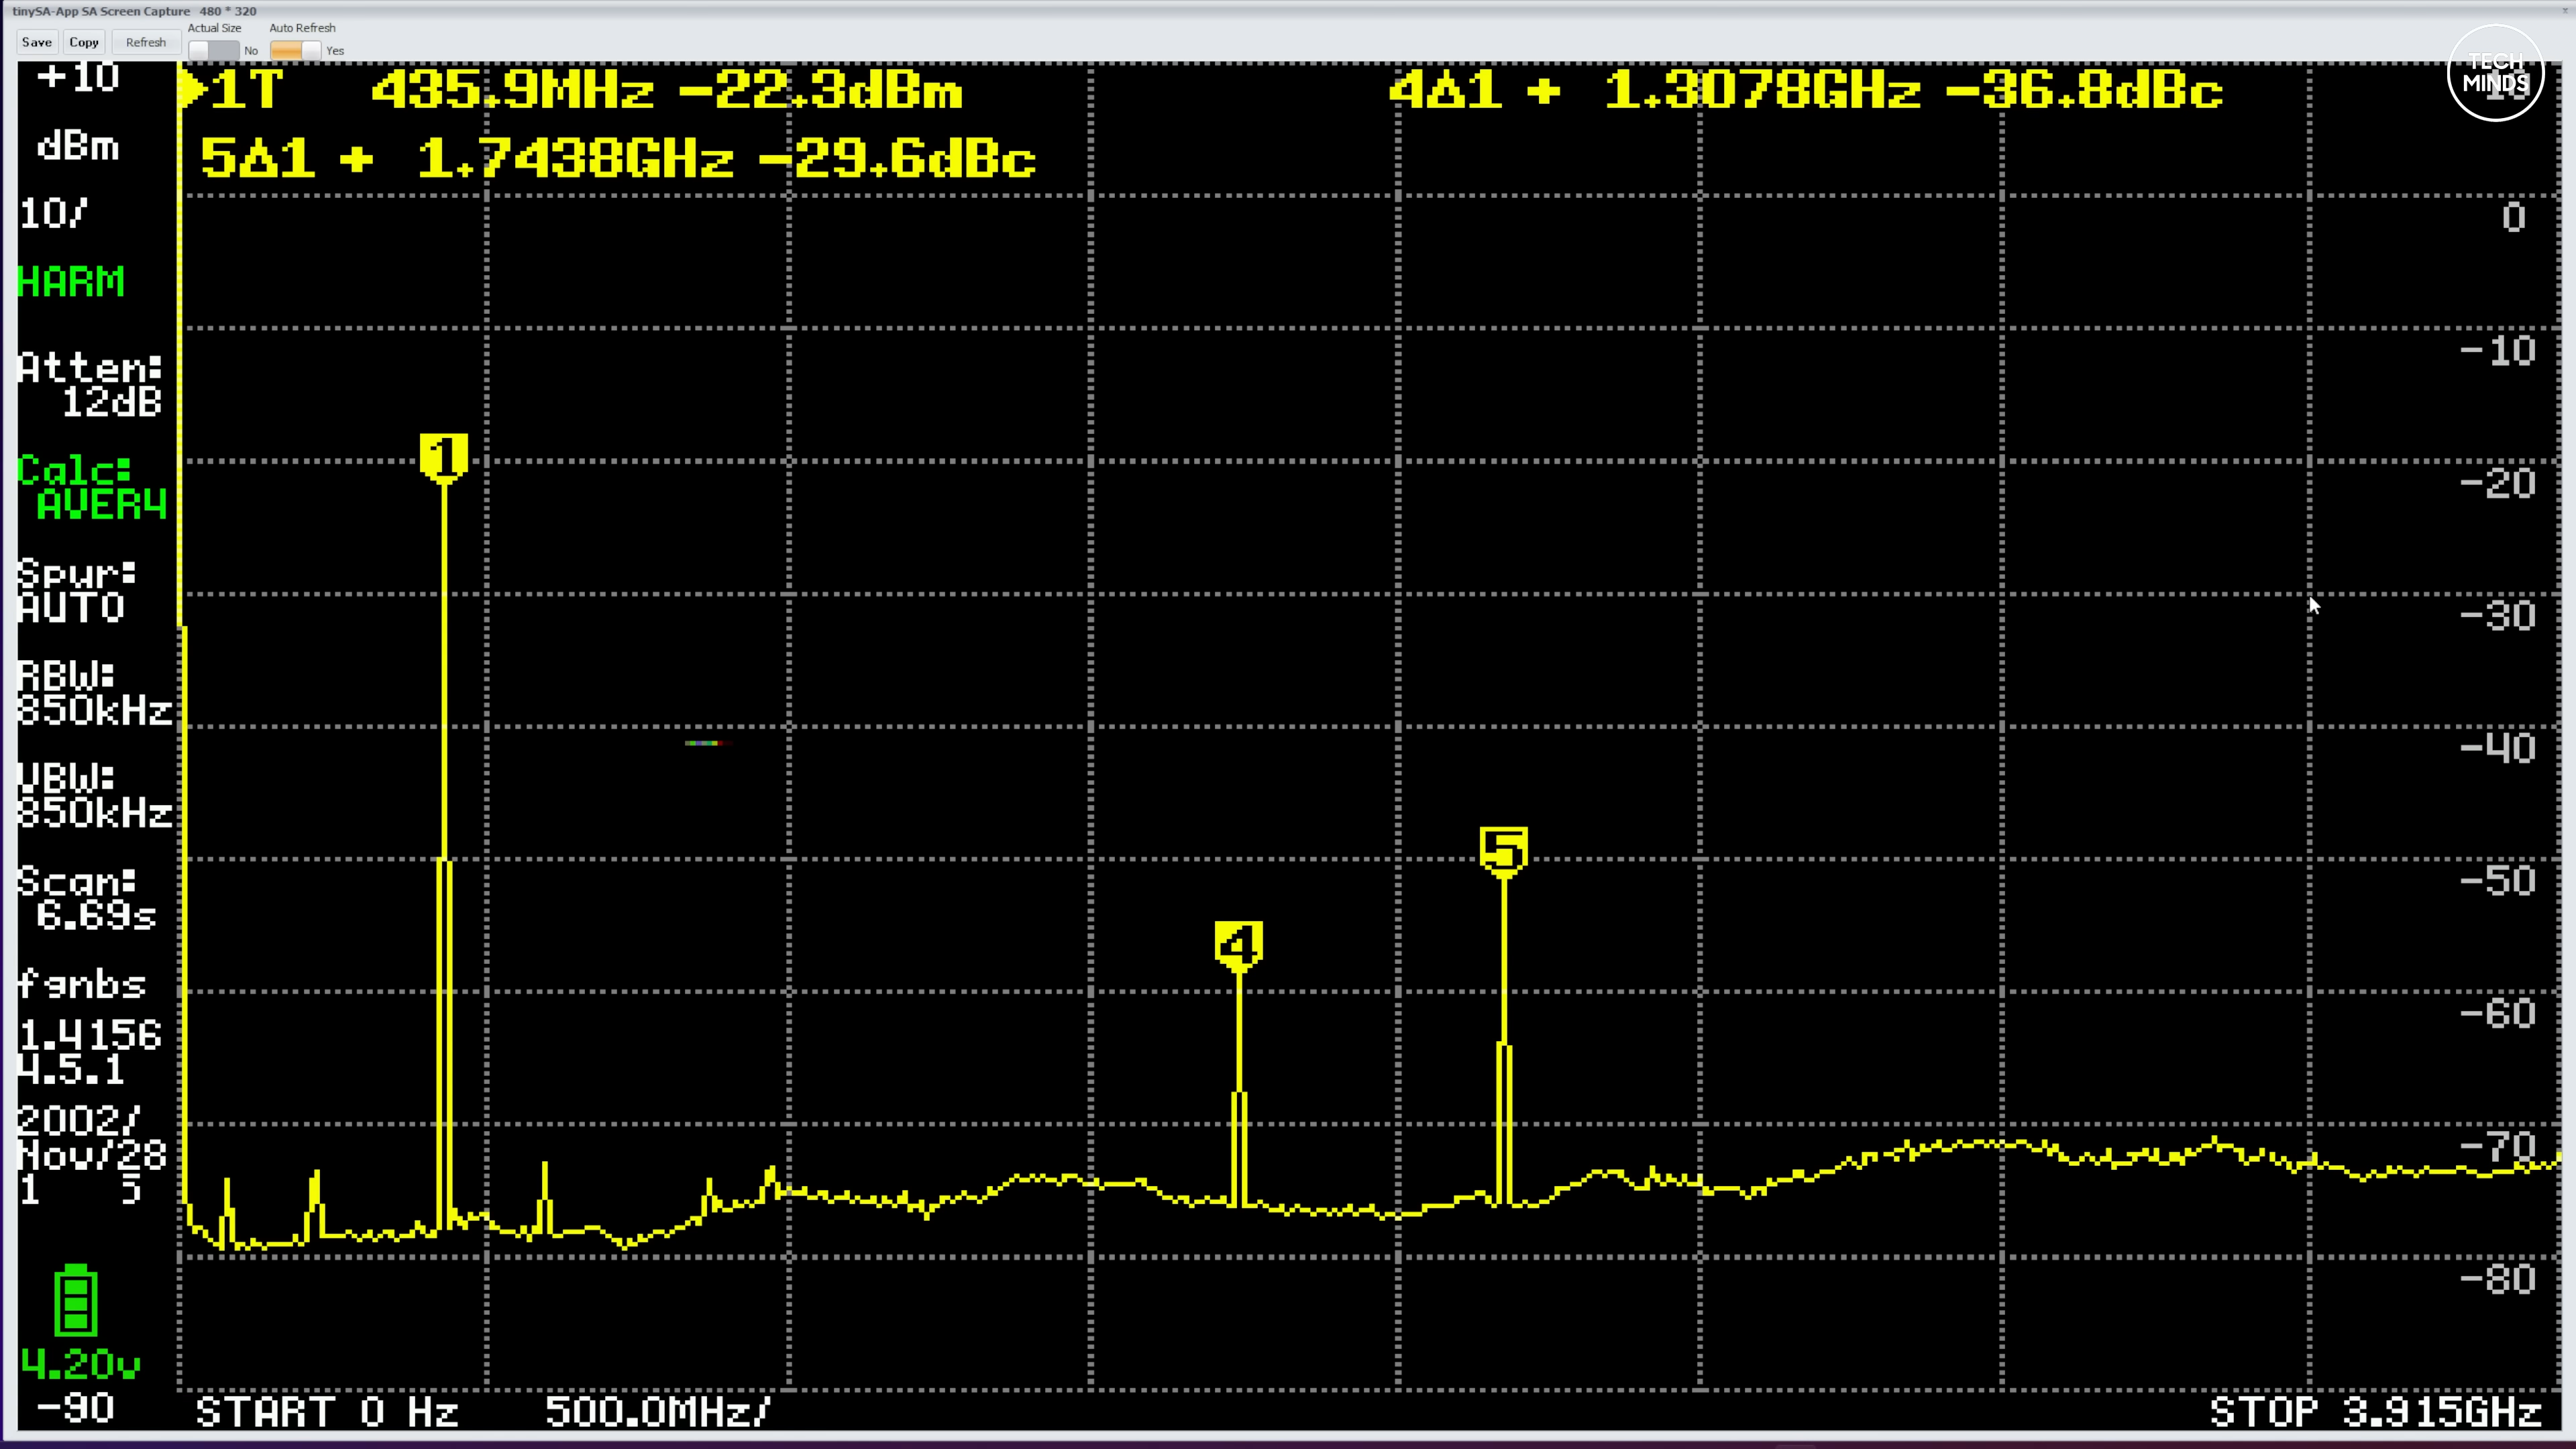 tinySA-App SA Screen Capture 480 * 320
Save Copy Refresh Actual Size No Auto Refresh Yes
TECH
MINDS
+10
dBm
10/
HARM
Atten:
12dB
Calc:
AVER4
Spur:
AUTO
RBW:
850kHz
VBW:
850kHz
Scan:
6.69s
fgnbs
1.4156
4.5.1
2002/
Nov/28
1 5
4.20v
-90
1T 435.9MHz -22.3dBm 4Δ1 + 1.3078GHz -36.8dBc
5Δ1 + 1.7438GHz -29.6dBc
1
4
5
10
0
-10
-20
-30
-40
-50
-60
-70
-80
START 0 Hz 500.0MHz/ STOP 3.915GHz